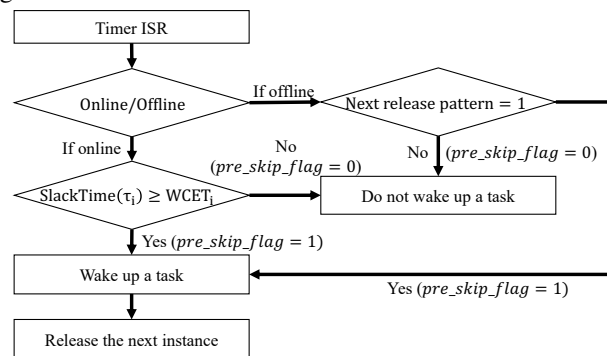 Timer ISR
Online/Offline
If offline
Next release pattern = 1
If online
No
(pre_skip_flag = 0)
No
(pre_skip_flag = 0)
SlackTime(τᵢ) ≥ WCETᵢ
Do not wake up a task
Yes (pre_skip_flag = 1)
Wake up a task
Yes (pre_skip_flag = 1)
Release the next instance